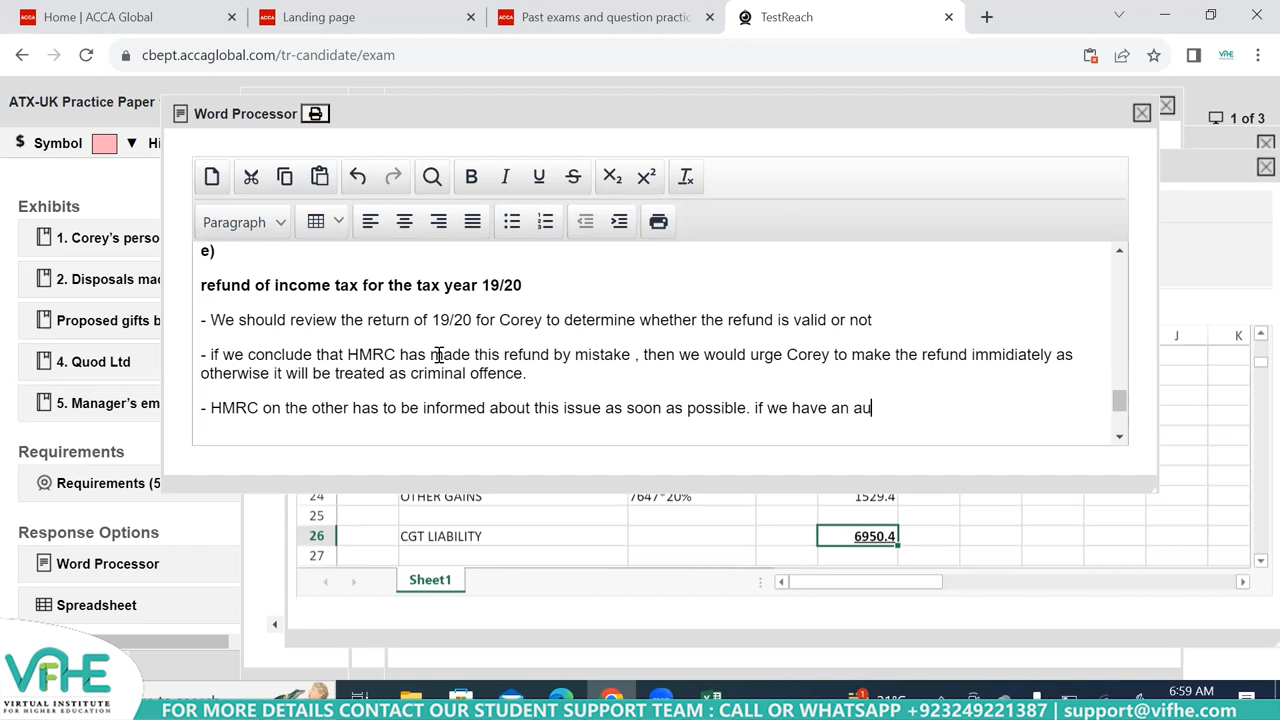 Home | ACCA Global
Landing page
Past exams and question practic
TestReach
cbept.accaglobal.com/tr-candidate/exam
ATX-UK Practice Paper
Word Processor
1 of 3
$ Symbol
Hi
B I U S X₂ X² Tx
Exhibits
Paragraph
1. Corey's perso
2. Disposals mad
Proposed gifts b
4. Quod Ltd
5. Manager's em
e)
refund of income tax for the tax year 19/20
- We should review the return of 19/20 for Corey to determine whether the refund is valid or not
- if we conclude that HMRC has made this refund by mistake , then we would urge Corey to make the refund immidiately as
otherwise it will be treated as criminal offence.
- HMRC on the other has to be informed about this issue as soon as possible. if we have an au
J K
Requirements
Requirements (5
Response Options
Word Processor
Spreadsheet
24 OTHER GAINS 7647*20% 1529.4
25
26 CGT LIABILITY 6950.4
27
Sheet1
6:59 AM
VIFHE
VIRTUAL INSTITUTE
FOR HIGHER EDUCATION
FOR MORE DETAILS CONTACT OUR STUDENT SUPPORT TEAM : CALL OR WHATSAPP +923249221387 | support@vifhe.com